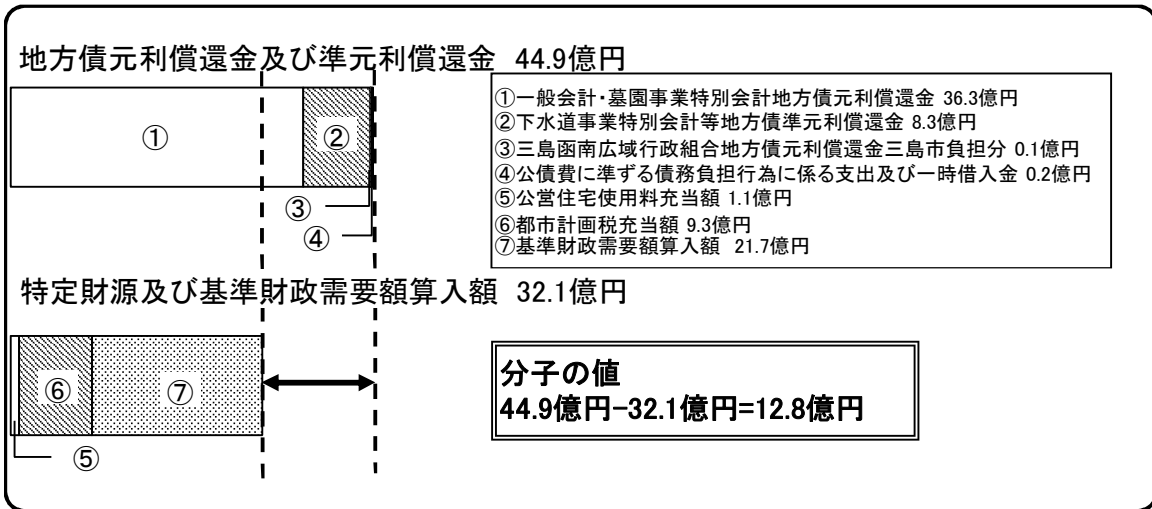 地方債元利償還金及び準元利償還金 44.9億円
①
②
③
④
①一般会計・墓園事業特別会計地方債元利償還金 36.3億円
②下水道事業特別会計等地方債準元利償還金 8.3億円
③三島函南広域行政組合地方債元利償還金三島市負担分 0.1億円
④公債費に準ずる債務負担行為に係る支出及び一時借入金 0.2億円
⑤公営住宅使用料充当額 1.1億円
⑥都市計画税充当額 9.3億円
⑦基準財政需要額算入額 21.7億円
特定財源及び基準財政需要額算入額 32.1億円
⑥
⑦
⑤
分子の値
44.9億円-32.1億円=12.8億円